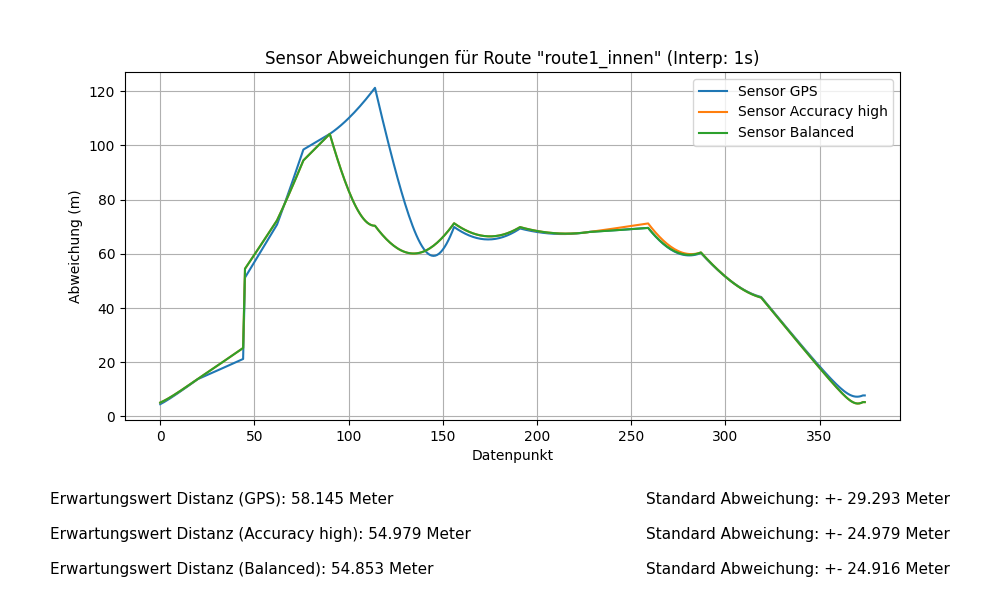 Sensor Abweichungen für Route "route1_innen" (Interp: 1s)
Sensor GPS
Sensor Accuracy high
Sensor Balanced
Abweichung (m)
120
100
80
60
40
20
0
0 50 100 150 200 250 300 350
Datenpunkt
Erwartungswert Distanz (GPS): 58.145 Meter Standard Abweichung: +- 29.293 Meter
Erwartungswert Distanz (Accuracy high): 54.979 Meter Standard Abweichung: +- 24.979 Meter
Erwartungswert Distanz (Balanced): 54.853 Meter Standard Abweichung: +- 24.916 Meter